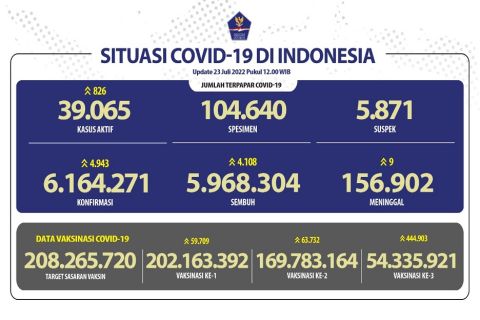 SITUASI COVID-19 DI INDONESIA
Update 23 Juli 2022 Pukul 12.00 WIB
JUMLAH TERPAPAR COVID-19
826
39.065
KASUS AKTIF
104.640
SPESIMEN
5.871
SUSPEK
4.943
6.164.271
KONFIRMASI
4.108
5.968.304
SEMBUH
9
156.902
MENINGGAL
DATA VAKSINASI COVID-19
208.265.720
TARGET SASARAN VAKSIN
59.709
202.163.392
VAKSINASI KE-1
63.732
169.783.164
VAKSINASI KE-2
444.903
54.335.921
VAKSINASI KE-3